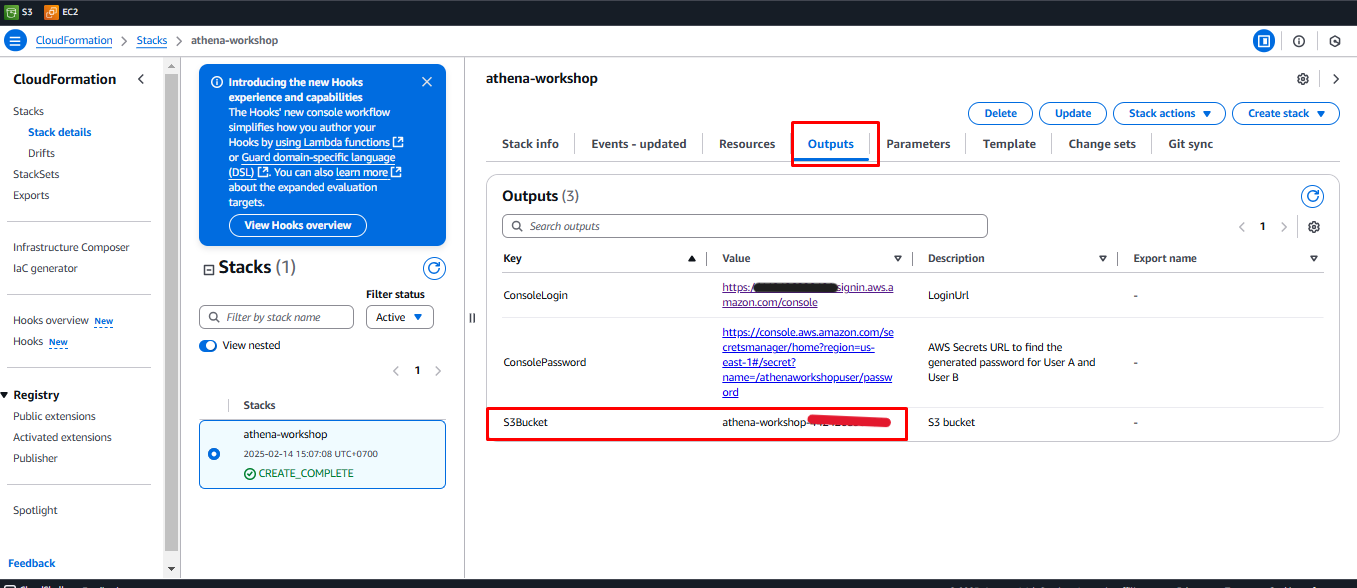 S3 EC2
CloudFormation > Stacks > athena-workshop
CloudFormation
Stacks
Stack details
Drifts
StackSets
Exports
Infrastructure Composer
IaC generator
Hooks overview New
Hooks New
Registry
Public extensions
Activated extensions
Publisher
Spotlight
Feedback
Introducing the new Hooks
experience and capabilities
The Hooks' new console workflow
simplifies how you author your
Hooks by using Lambda functions
or Guard domain-specific language
(DSL). You can also learn more
about the expanded evaluation
targets.
View Hooks overview
Stacks (1)
Filter status
Filter by stack name
Active
View nested
1
Stacks
athena-workshop
2025-02-14 15:07:08 UTC+0700
CREATE_COMPLETE
athena-workshop
Delete Update Stack actions Create stack
Stack info Events - updated Resources Outputs Parameters Template Change sets Git sync
Outputs (3)
Search outputs
1
Key Value Description Export name
ConsoleLogin
https:/ signin.aws.a
mazon.com/console
LoginUrl
-
ConsolePassword
https://console.aws.amazon.com/se
cretsmanager/home?region=us-
east-1#/secret?
name=/athenaworkshopuser/passw
ord
AWS Secrets URL to find the
generated password for User A and
User B
-
S3Bucket
athena-workshop-
S3 bucket
-